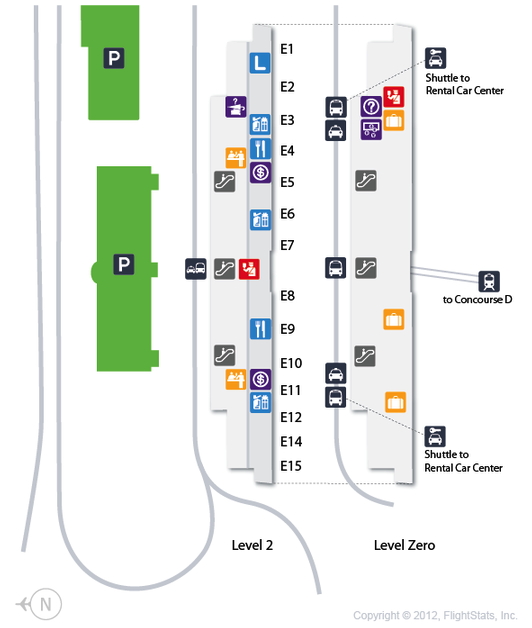 E1
P
L
Shuttle to
Rental Car Center
E2
?
?
E3
E4
$
E5
E6
E7
P
E8
to Concourse D
E9
E10
$
E11
E12
E14
Shuttle to
Rental Car Center
E15
Level 2
Level Zero
N
Copyright © 2012, FlightStats, Inc.